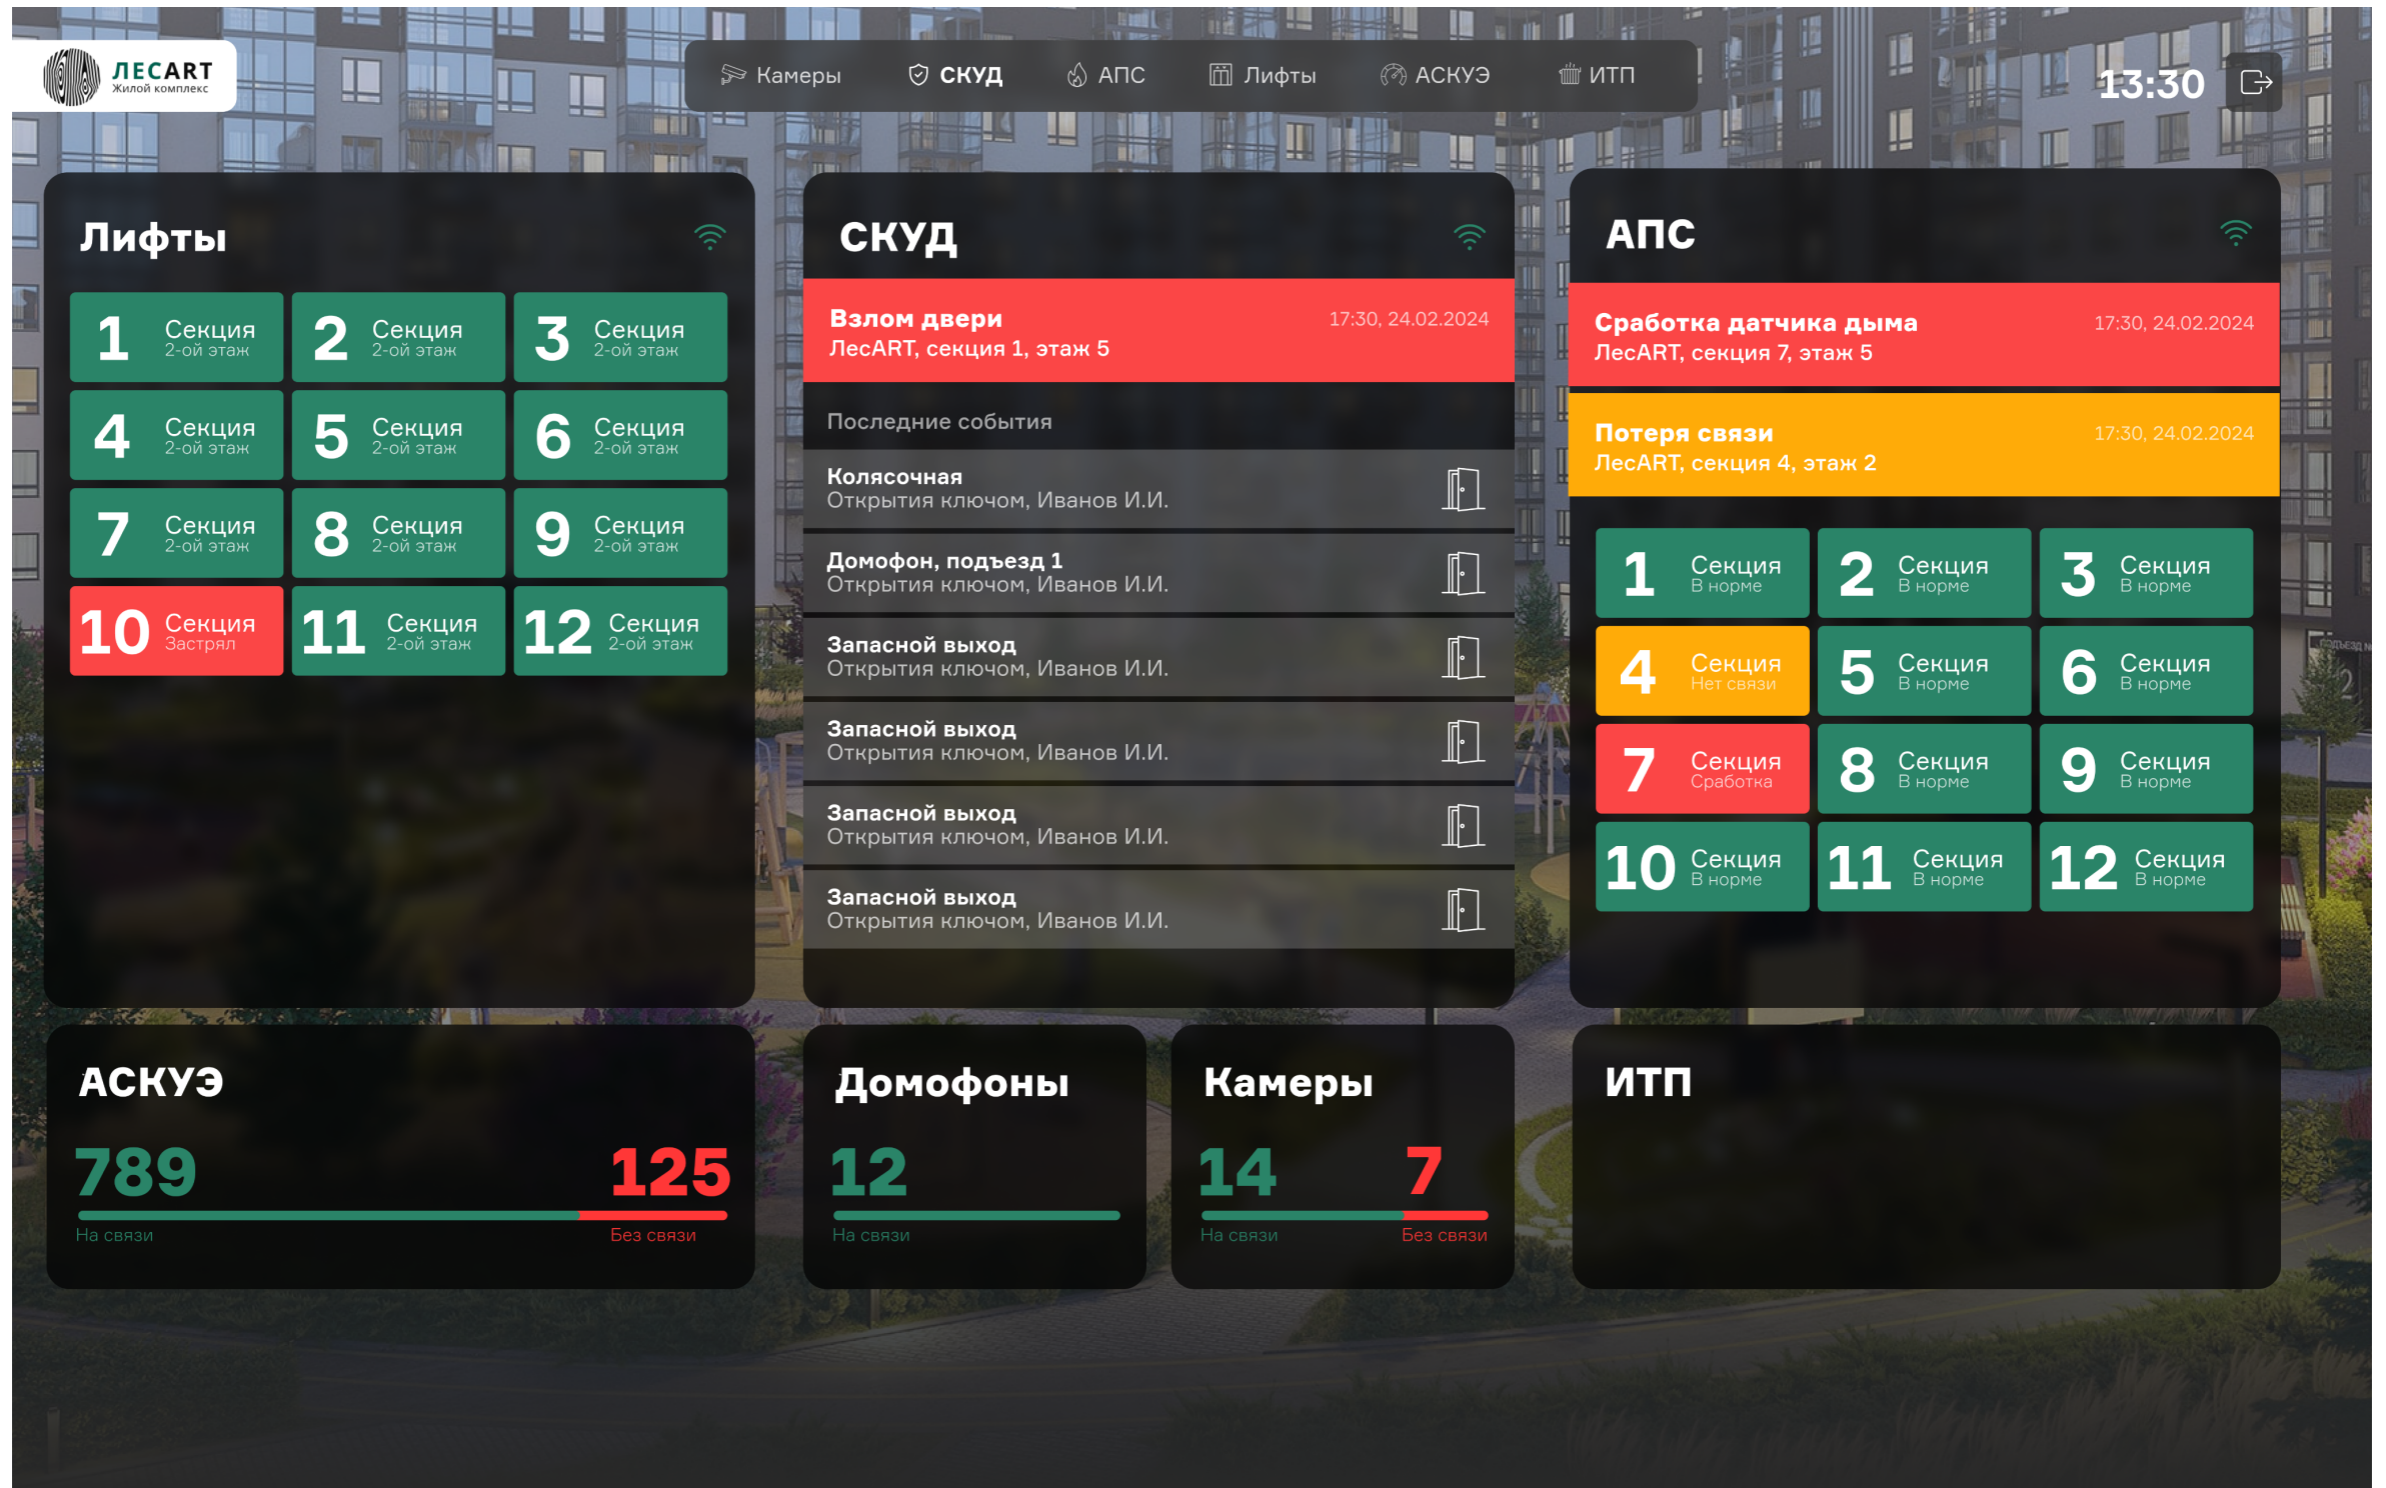 ЛЕСART
Жилой комплекс
Камеры
СКУД
АПС
Лифты
АСКУЭ
ИТП
13:30
Лифты
1 Секция
2-ой этаж
2 Секция
2-ой этаж
3 Секция
2-ой этаж
4 Секция
2-ой этаж
5 Секция
2-ой этаж
6 Секция
2-ой этаж
7 Секция
2-ой этаж
8 Секция
2-ой этаж
9 Секция
2-ой этаж
10 Секция
Застрял
11 Секция
2-ой этаж
12 Секция
2-ой этаж
СКУД
Взлом двери
17:30, 24.02.2024
ЛесART, секция 1, этаж 5
Последние события
Колясочная
Открытия ключом, Иванов И.И.
Домофон, подъезд 1
Открытия ключом, Иванов И.И.
Запасной выход
Открытия ключом, Иванов И.И.
Запасной выход
Открытия ключом, Иванов И.И.
Запасной выход
Открытия ключом, Иванов И.И.
Запасной выход
Открытия ключом, Иванов И.И.
АПС
Сработка датчика дыма
17:30, 24.02.2024
ЛесART, секция 7, этаж 5
Потеря связи
17:30, 24.02.2024
ЛесART, секция 4, этаж 2
1 Секция
В норме
2 Секция
В норме
3 Секция
В норме
4 Секция
Нет связи
5 Секция
В норме
6 Секция
В норме
7 Секция
Сработка
8 Секция
В норме
9 Секция
В норме
10 Секция
В норме
11 Секция
В норме
12 Секция
В норме
АСКУЭ
789
125
На связи
Без связи
Домофоны
12
На связи
Камеры
14
7
На связи
Без связи
ИТП